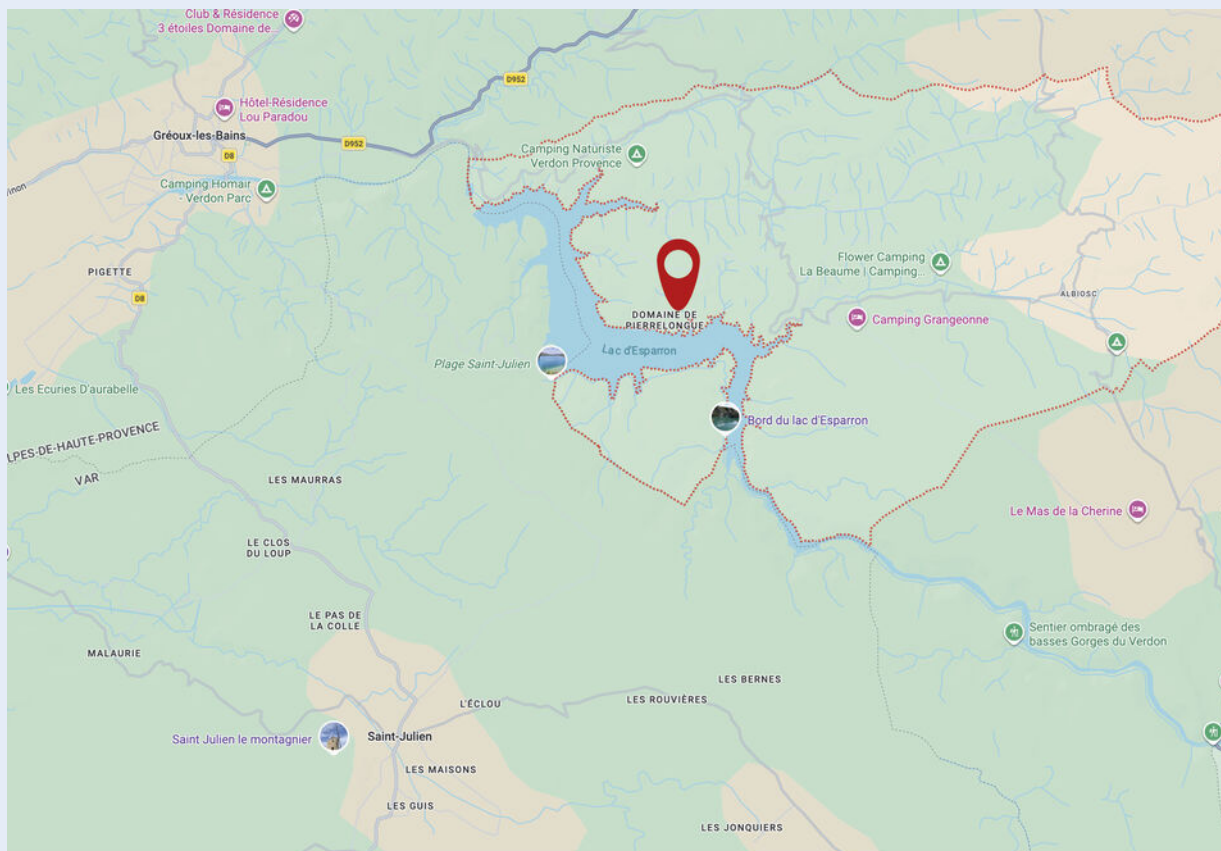 Club & Résidence
3 étoiles Domaine de...
D952
Hôtel-Résidence
Lou Paradou
Gréoux-les-Bains
D952
D8
Camping Naturiste
Verdon Provence
Camping Homair
- Verdon Parc
Flower Camping
La Beaume | Camping...
PIGETTE
D8
ALBIOSC
DOMAINE DE
PIERRELONGUE
Camping Grangeonne
Lac d'Esparron
Plage Saint-Julien
Les Ecuries D'aurabelle
Bord du lac d'Esparron
LPES-DE-HAUTE-PROVENCE
VAR
LES MAURRAS
Le Mas de la Cherine
LE CLOS
DU LOUP
LE PAS DE
LA COLLE
Sentier ombragé des
basses Gorges du Verdon
MALAURIE
LES BERNES
LES ROUVIÈRES
L'ÉCLOU
Saint Julien le montagnier
Saint-Julien
LES MAISONS
LES GUIS
LES JONQUIERS